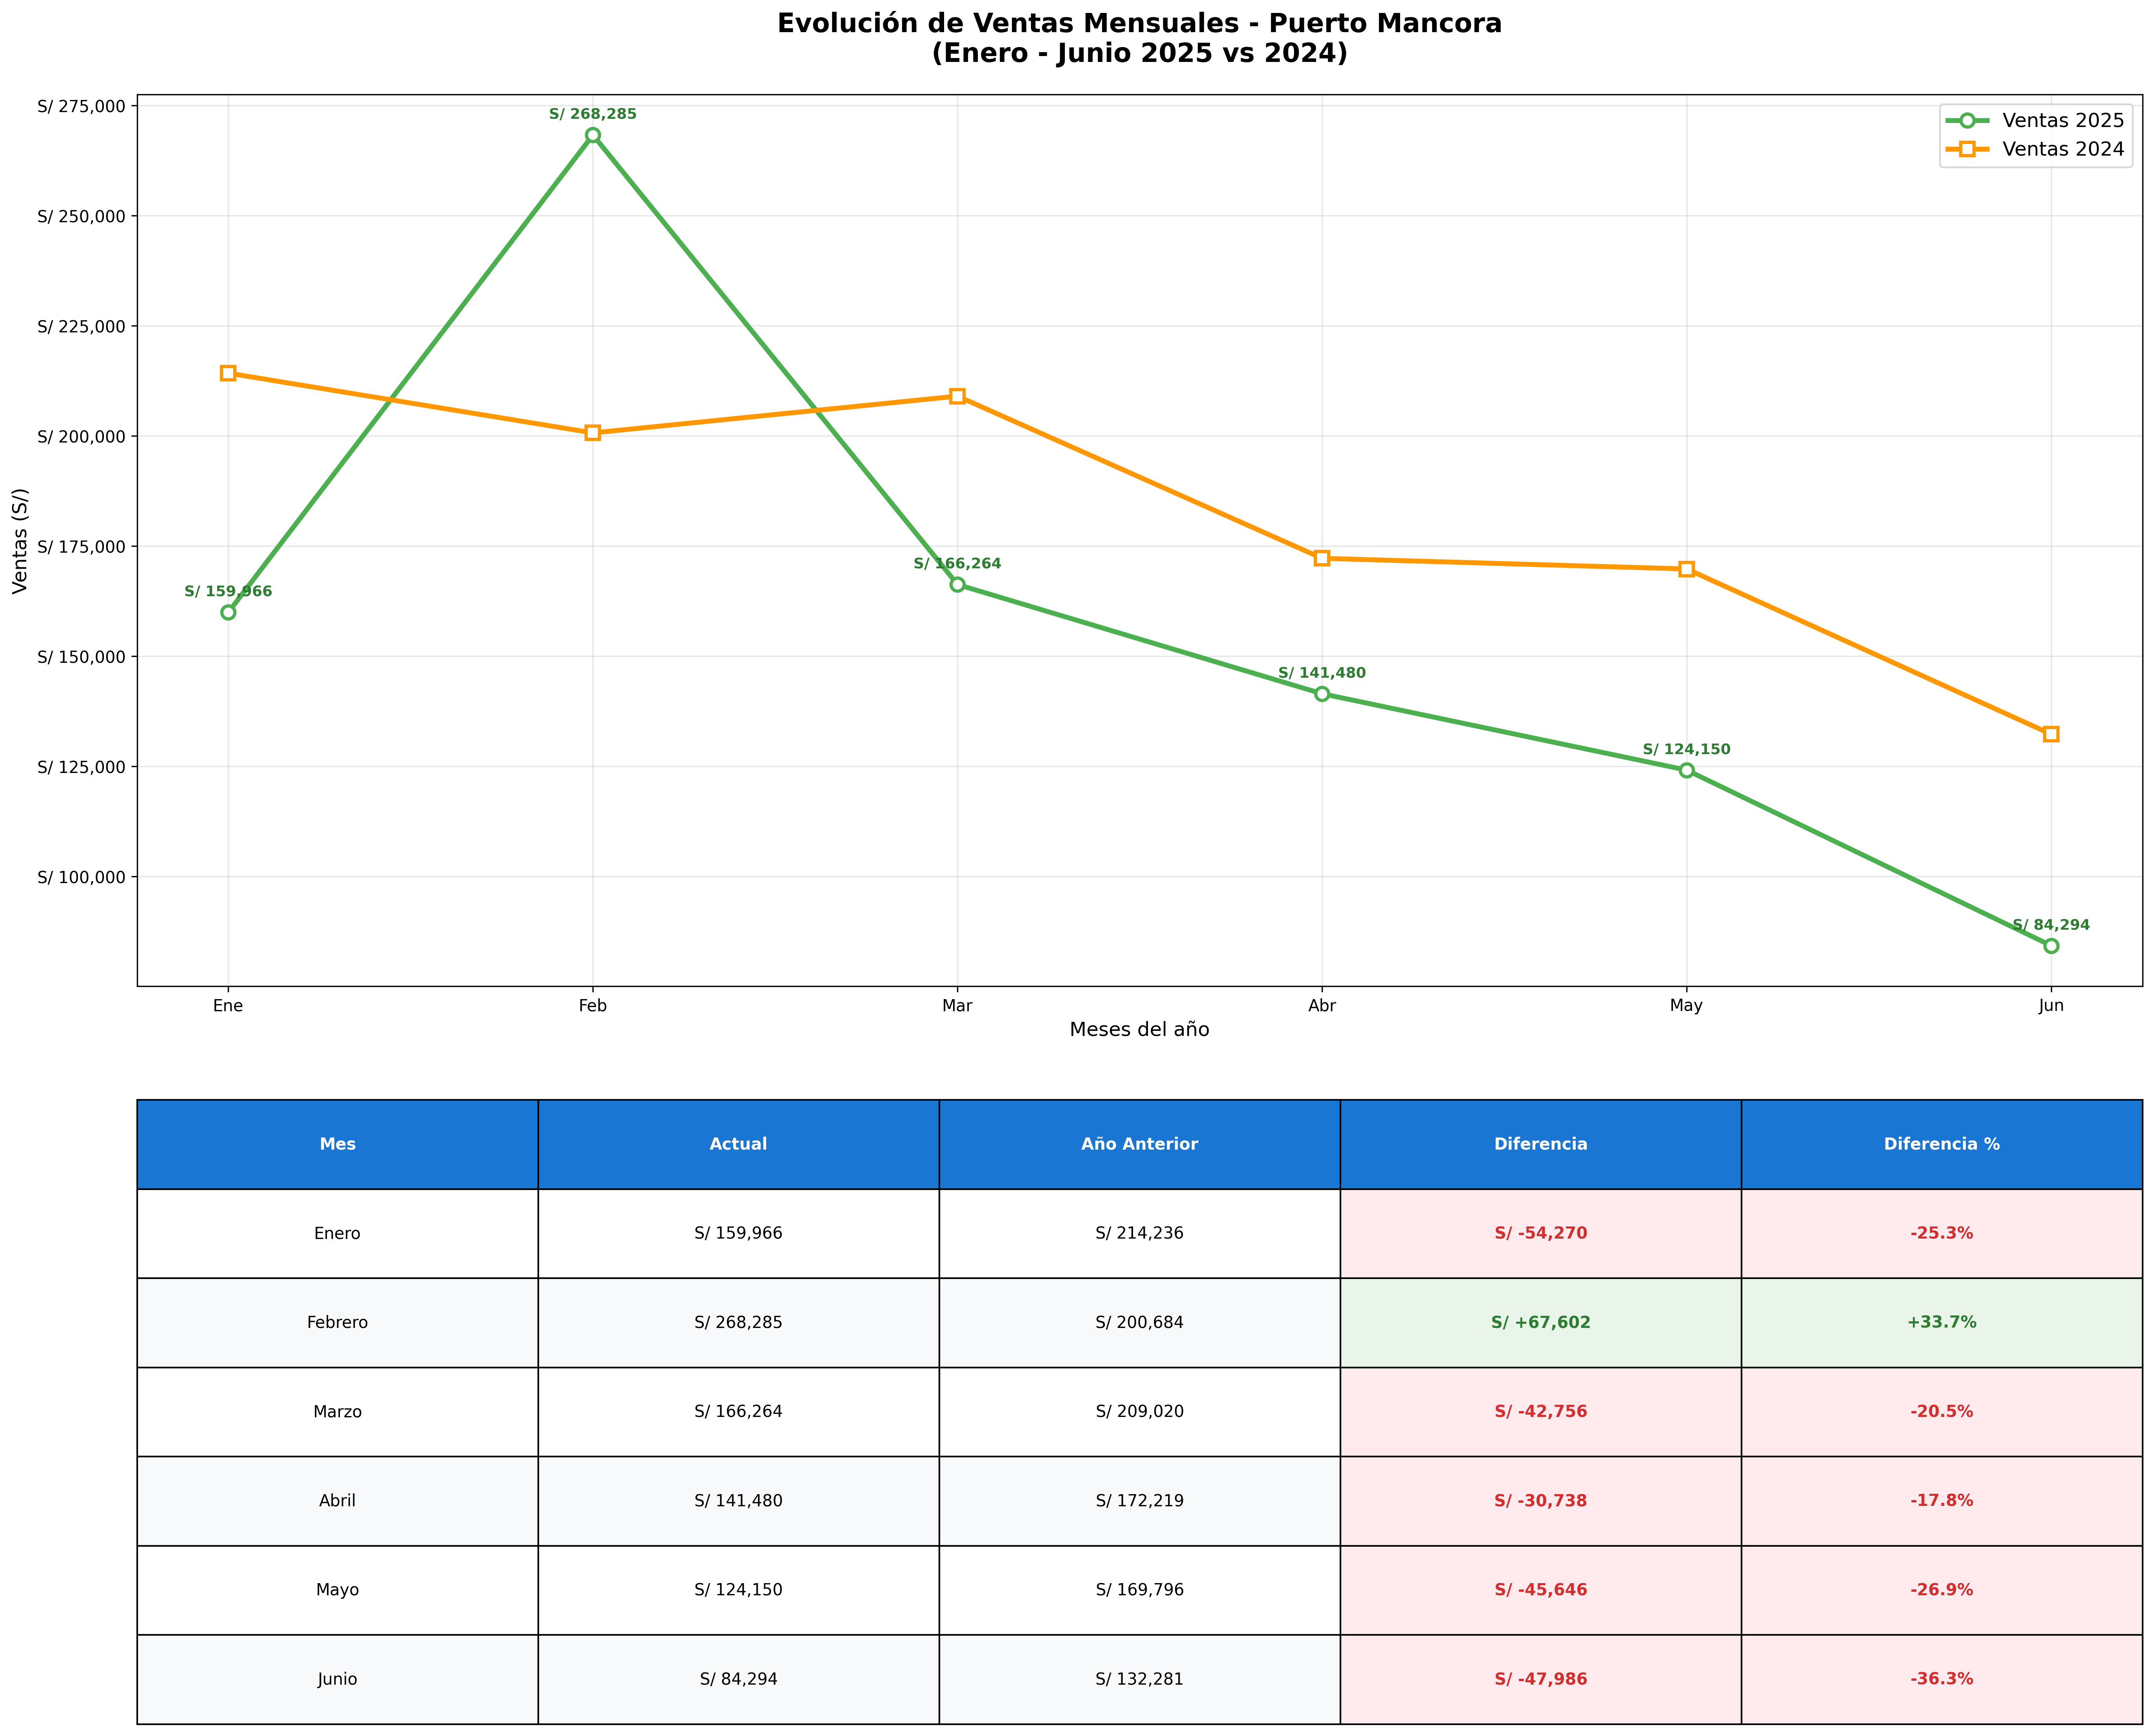 Evolución de Ventas Mensuales - Puerto Mancora
(Enero - Junio 2025 vs 2024)
Ventas 2025
Ventas 2024
Ventas (S/)
S/ 275,000
S/ 250,000
S/ 225,000
S/ 200,000
S/ 175,000
S/ 150,000
S/ 125,000
S/ 100,000
S/ 159,966
S/ 268,285
S/ 166,264
S/ 141,480
S/ 124,150
S/ 84,294
Ene Feb Mar Abr May Jun
Meses del año
Mes Actual Año Anterior Diferencia Diferencia %
Enero S/ 159,966 S/ 214,236 S/ -54,270 -25.3%
Febrero S/ 268,285 S/ 200,684 S/ +67,602 +33.7%
Marzo S/ 166,264 S/ 209,020 S/ -42,756 -20.5%
Abril S/ 141,480 S/ 172,219 S/ -30,738 -17.8%
Mayo S/ 124,150 S/ 169,796 S/ -45,646 -26.9%
Junio S/ 84,294 S/ 132,281 S/ -47,986 -36.3%